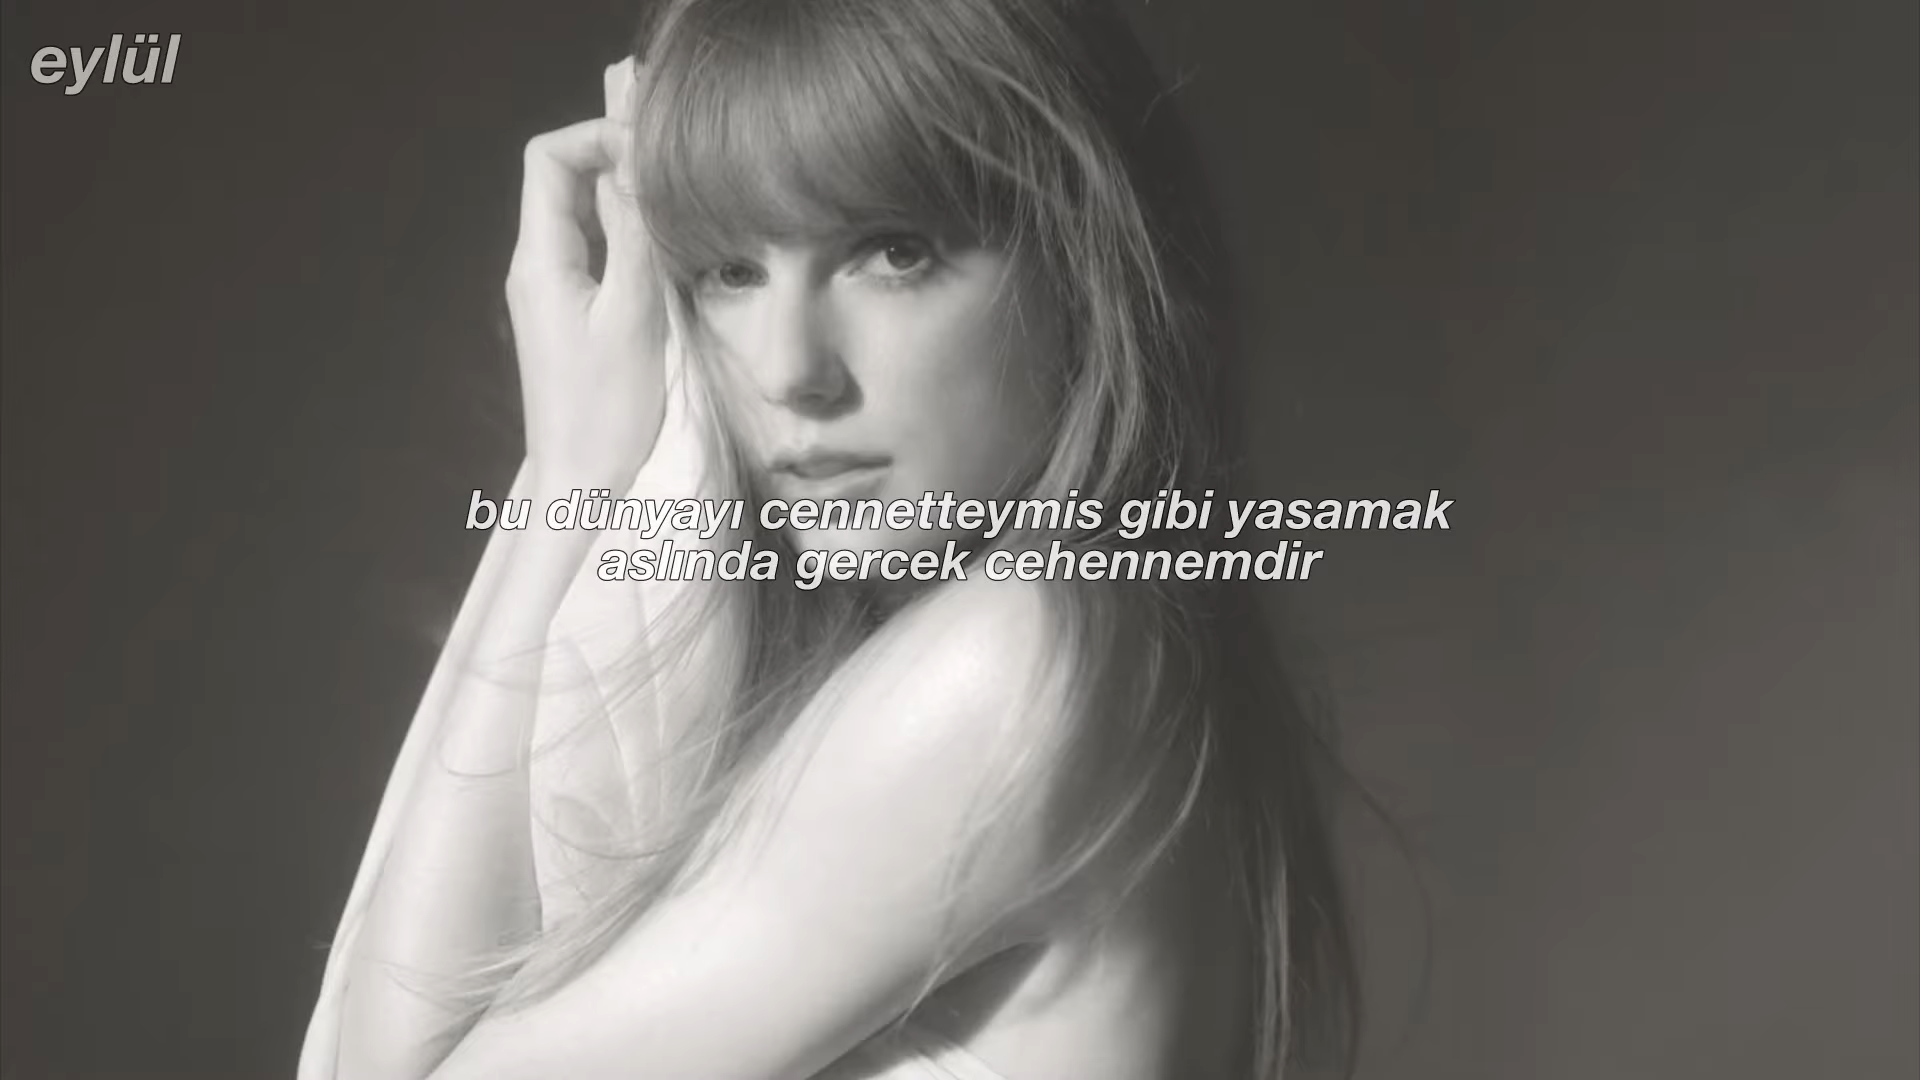 eylül
bu dünyayı cennetteymis gibi yasamak
aslında gercek cehennemdir